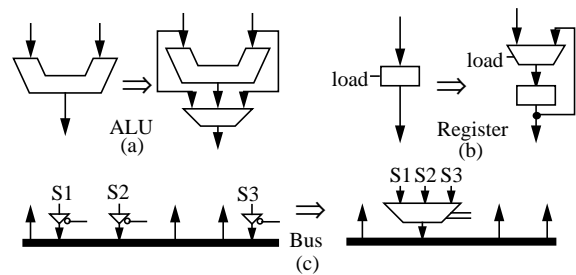 load
load
ALU
(a)
Register
(b)
S1 S2 S3
S1 S2 S3
Bus
(c)